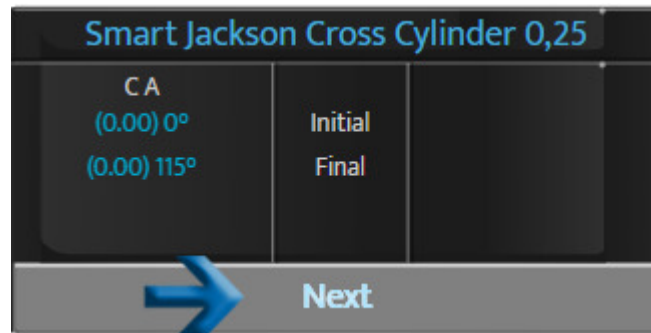 Smart Jackson Cross Cylinder 0,25
C A
(0.00) 0º Initial
(0.00) 115º Final
Next